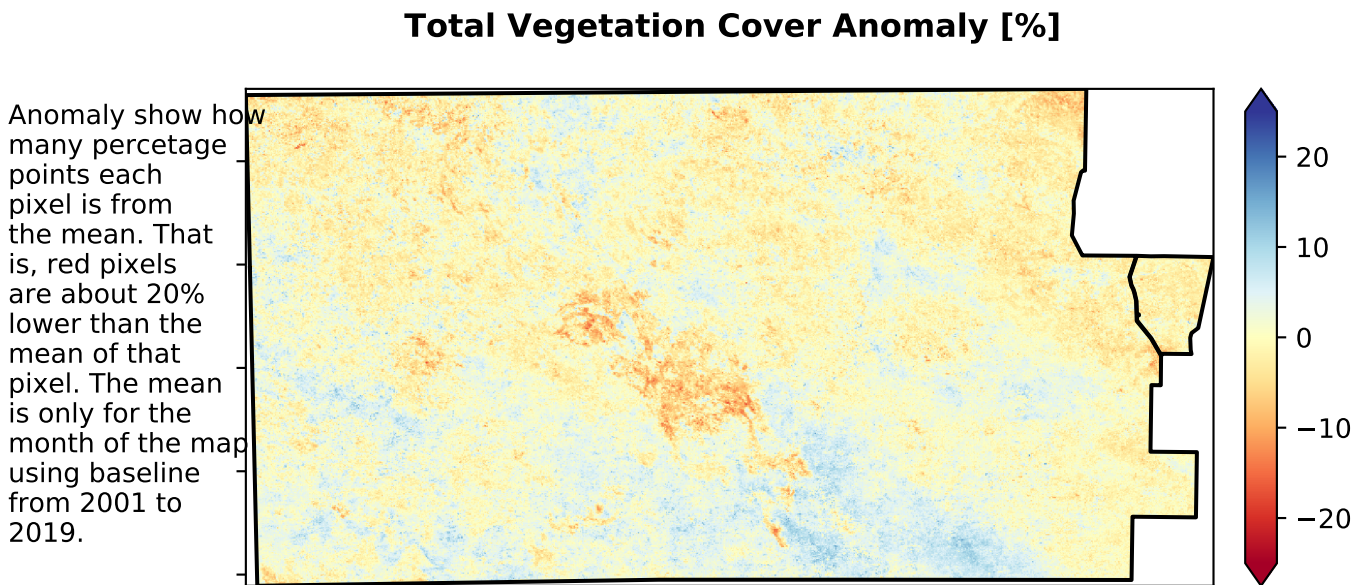 Total Vegetation Cover Anomaly [%]
Anomaly show how
many percetage
points each
pixel is from
the mean. That
is, red pixels
are about 20%
lower than the
mean of that
pixel. The mean
is only for the
month of the map
using baseline
from 2001 to
2019.
20
10
0
−10
−20